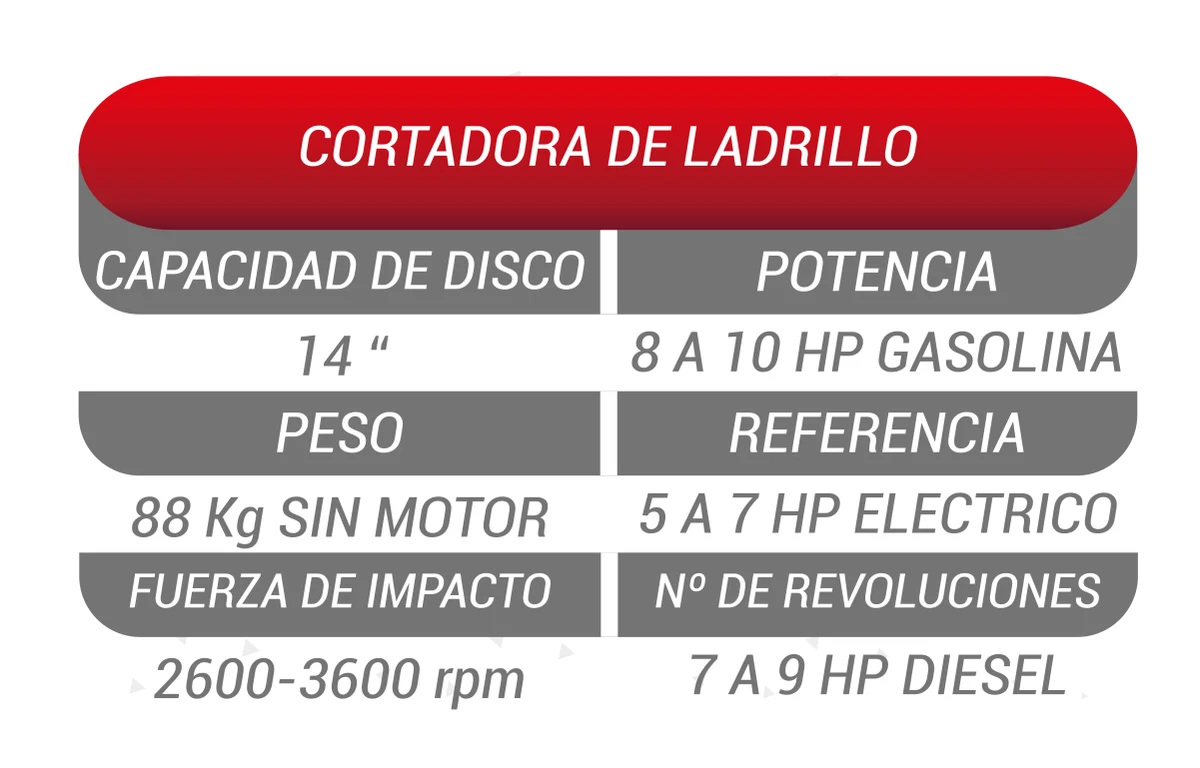 CORTADORA DE LADRILLO
CAPACIDAD DE DISCO
POTENCIA
14 “
8 A 10 HP GASOLINA
PESO
REFERENCIA
88 Kg SIN MOTOR
5 A 7 HP ELECTRICO
FUERZA DE IMPACTO
Nº DE REVOLUCIONES
2600-3600 rpm
7 A 9 HP DIESEL